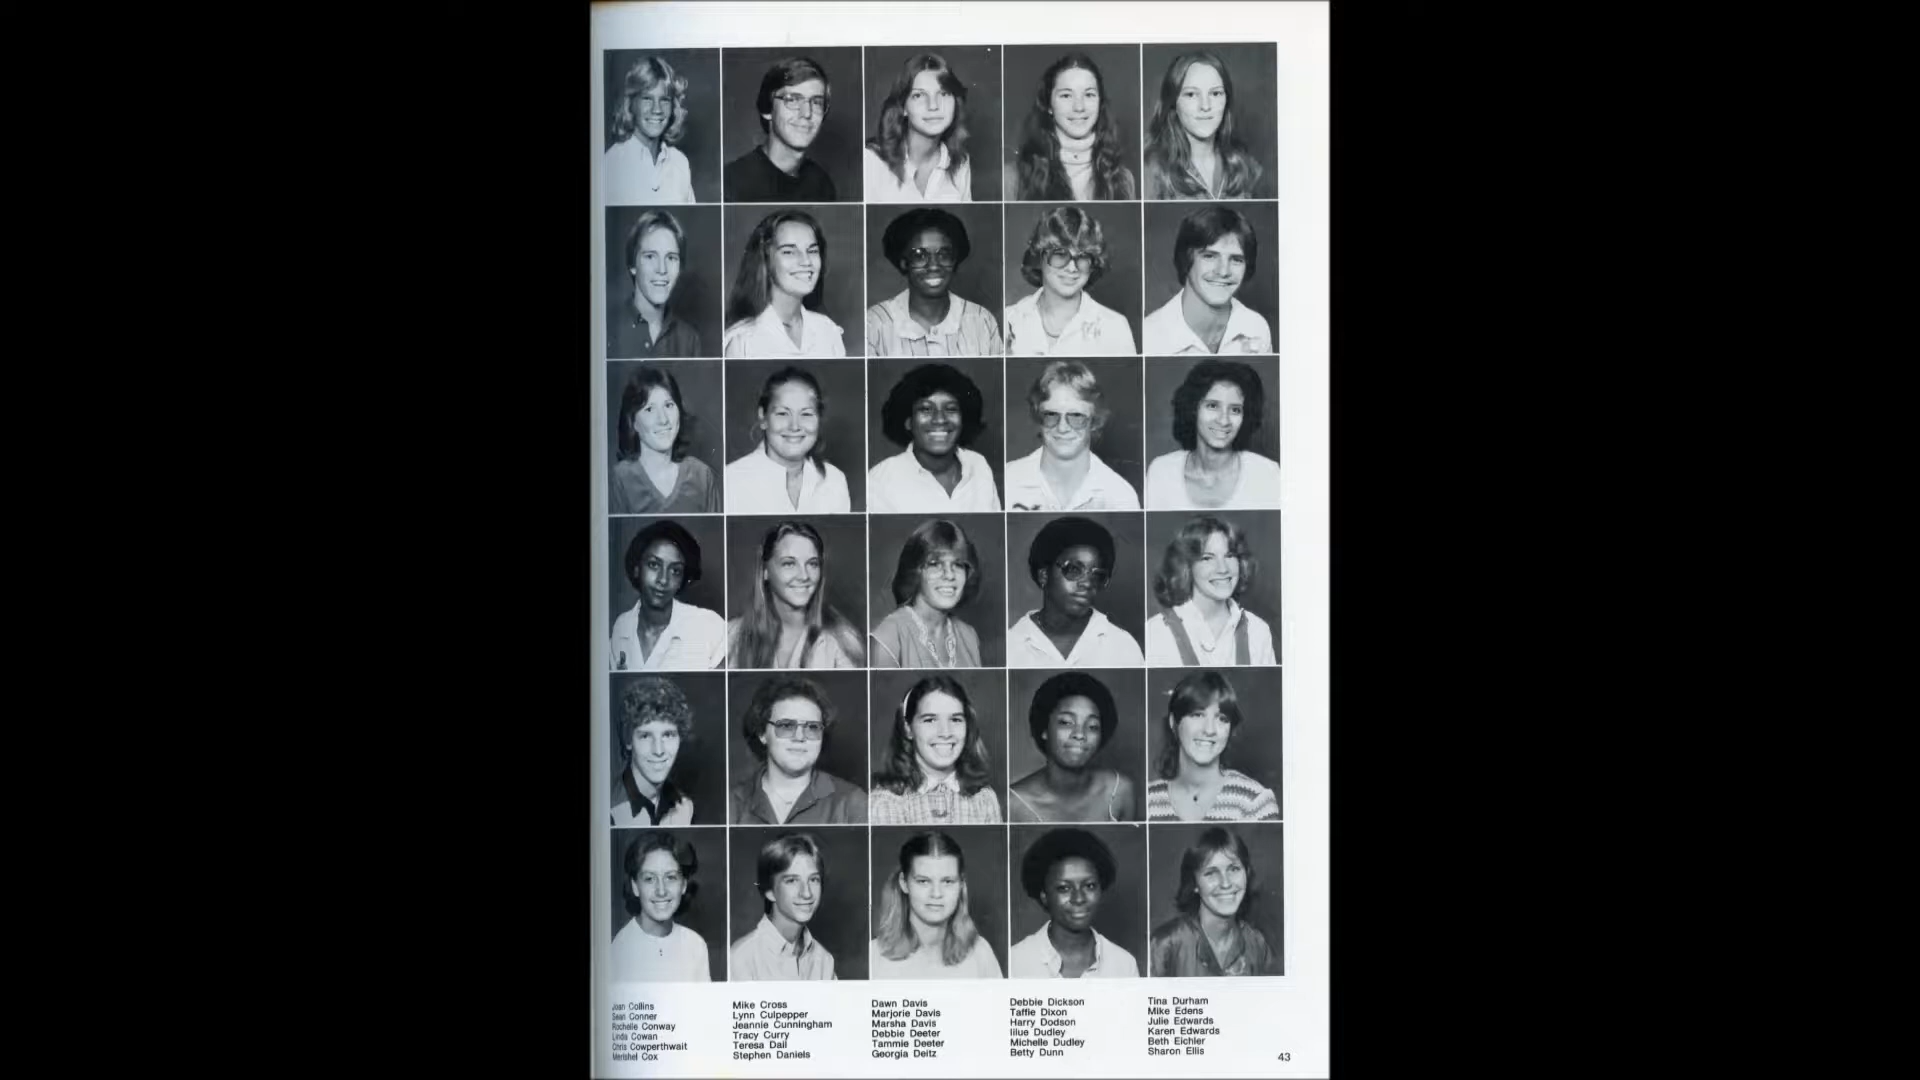 Joan Collins
Sean Conner
Rochelle Conway
Linda Cowan
Chris Cowperthwait
Merishel Cox
Mike Cross
Lynn Culpepper
Jeannie Cunningham
Tracy Curry
Teresa Dail
Stephen Daniels
Dawn Davis
Marjorie Davis
Marsha Davis
Debbie Deeter
Tammie Deeter
Georgia Deitz
Debbie Dickson
Taffie Dixon
Harry Dodson
Iilue Dudley
Michelle Dudley
Betty Dunn
Tina Durham
Mike Edens
Julie Edwards
Karen Edwards
Beth Eichler
Sharon Ellis
43